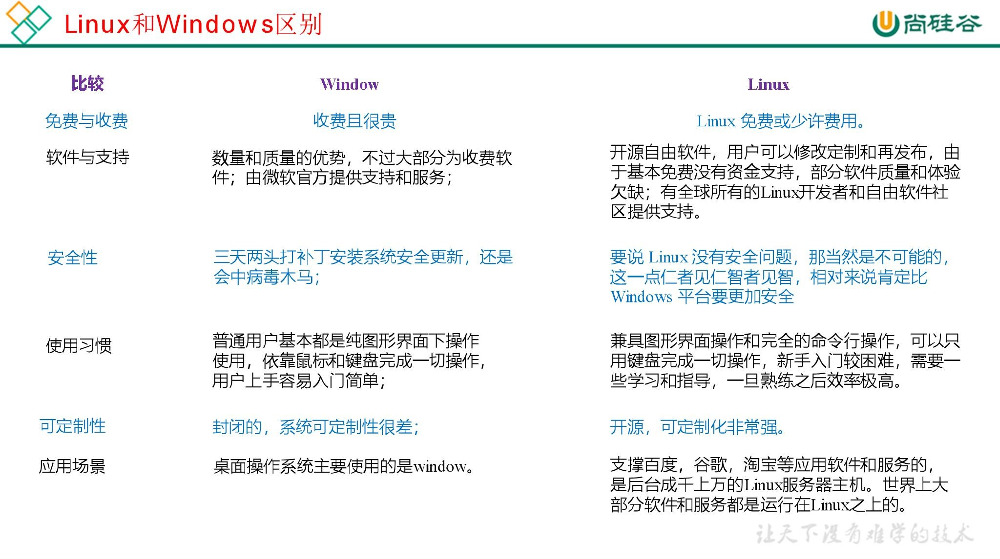 Linux和Windows区别
尚硅谷
比较 Window Linux
免费与收费 收费且很贵 Linux 免费或少许费用。
软件与支持
数量和质量的优势，不过大部分为收费软
件；由微软官方提供支持和服务；
开源自由软件，用户可以修改定制和再发布，由
于基本免费没有资金支持，部分软件质量和体验
欠缺；有全球所有的Linux开发者和自由软件社
区提供支持。
安全性
三天两头打补丁安装系统安全更新，还是
会中病毒木马；
要说 Linux 没有安全问题，那当然是不可能的，
这一点仁者见仁智者见智，相对来说肯定比
Windows 平台要更加安全
使用习惯
普通用户基本都是纯图形界面下操作
使用，依靠鼠标和键盘完成一切操作，
用户上手容易入门简单；
兼具图形界面操作和完全的命令行操作，可以只
用键盘完成一切操作，新手入门较困难，需要一
些学习和指导，一旦熟练之后效率极高。
可定制性 封闭的，系统可定制性很差； 开源，可定制化非常强。
应用场景
桌面操作系统主要使用的是window。
支撑百度，谷歌，淘宝等应用软件和服务的，
是后台成千上万的Linux服务器主机。世界上大
部分软件和服务都是运行在Linux之上的。
让天下没有难学的技术